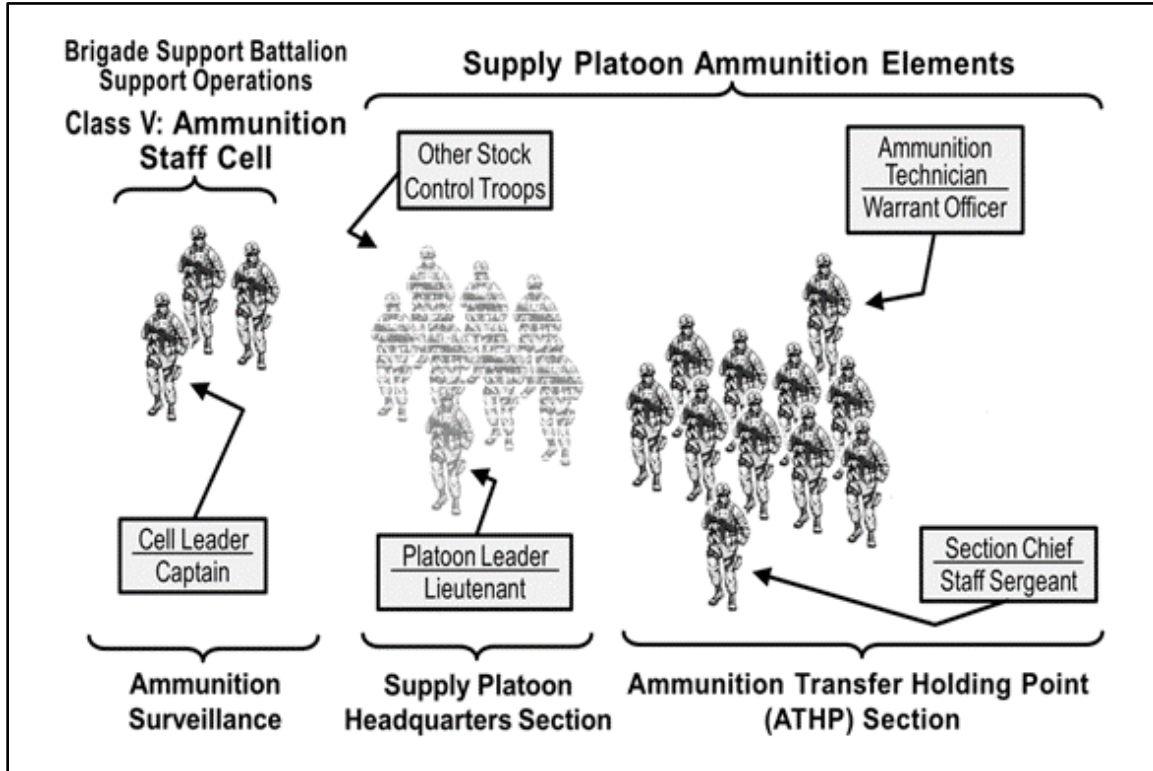 Brigade Support Battalion
Support Operations
Class V: Ammunition
Staff Cell
Supply Platoon Ammunition Elements
Other Stock
Control Troops
Ammunition
Technician
Warrant Officer
Cell Leader
Captain
Platoon Leader
Lieutenant
Section Chief
Staff Sergeant
Ammunition
Surveillance
Supply Platoon
Headquarters Section
Ammunition Transfer Holding Point
(ATHP) Section